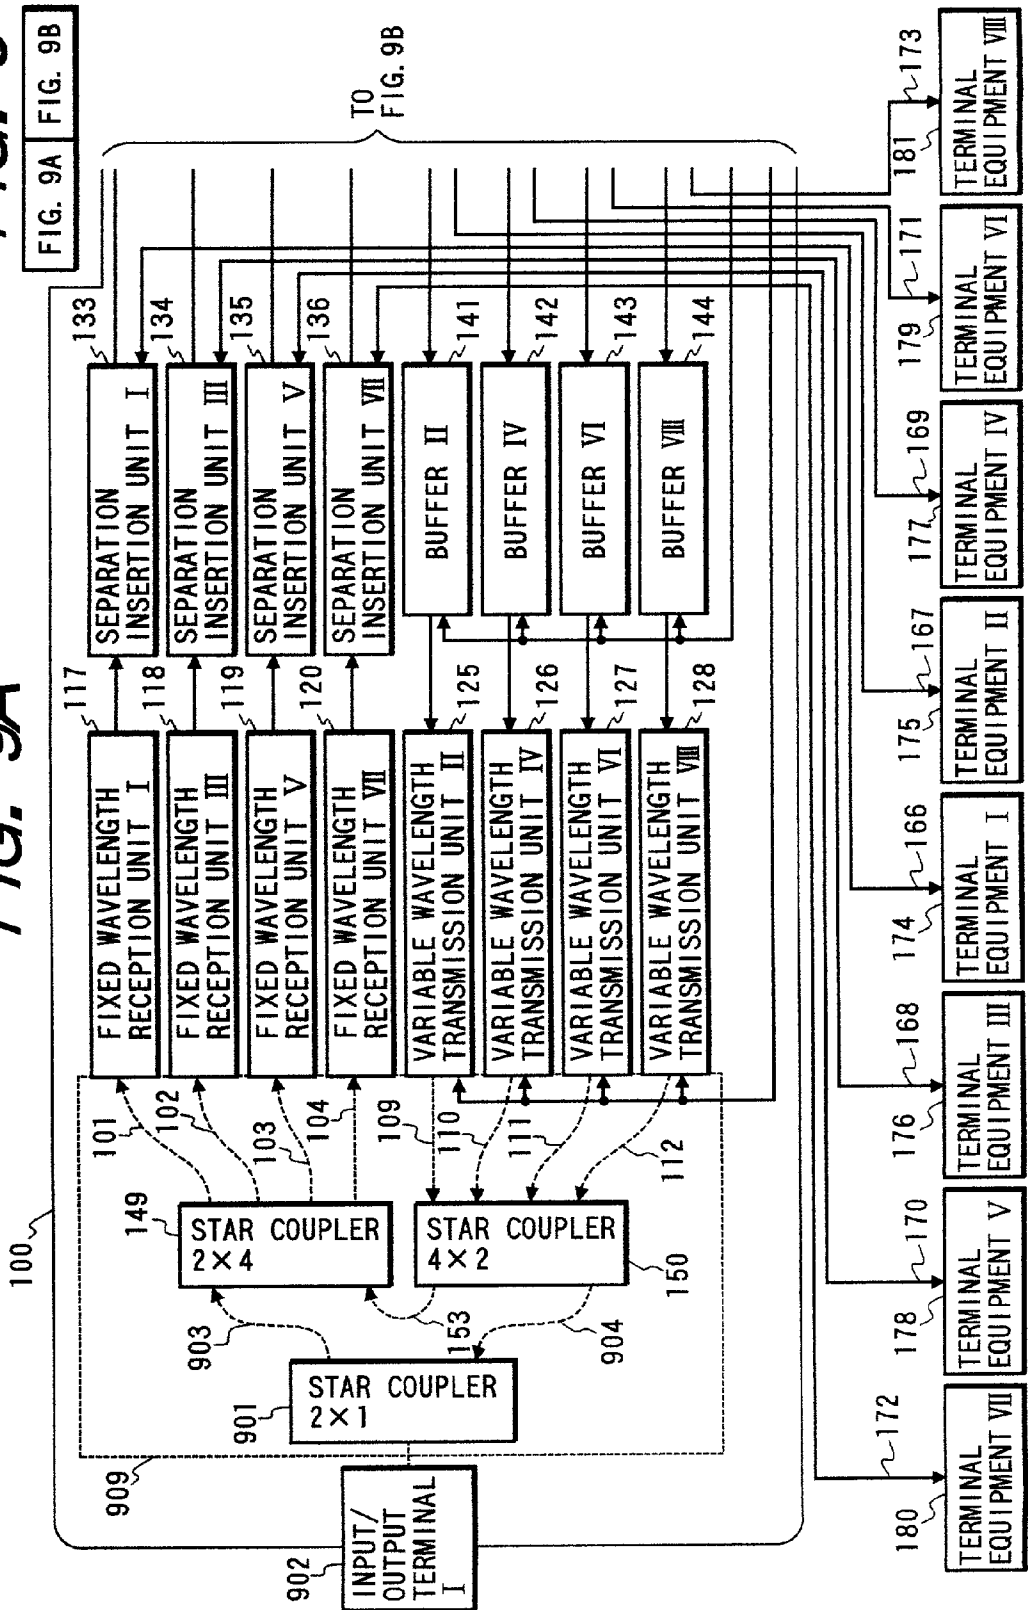 FIG. 9A
FIG. 9A
FIG. 9B
100
909
902
INPUT/
OUTPUT
TERMINAL
I
901
STAR COUPLER
2×1
903
904
149
STAR COUPLER
2×4
153
STAR COUPLER
4×2
150
101
102
103
104
109
110
111
112
FIXED WAVELENGTH
RECEPTION UNIT I
117
FIXED WAVELENGTH
RECEPTION UNIT III
118
FIXED WAVELENGTH
RECEPTION UNIT V
119
FIXED WAVELENGTH
RECEPTION UNIT VII
120
VARIABLE WAVELENGTH
TRANSMISSION UNIT II
125
VARIABLE WAVELENGTH
TRANSMISSION UNIT IV
126
VARIABLE WAVELENGTH
TRANSMISSION UNIT VI
127
VARIABLE WAVELENGTH
TRANSMISSION UNIT VIII
128
SEPARATION
INSERTION UNIT I
133
SEPARATION
INSERTION UNIT III
134
SEPARATION
INSERTION UNIT V
135
SEPARATION
INSERTION UNIT VII
136
BUFFER II
141
BUFFER IV
142
BUFFER VI
143
BUFFER VIII
144
TO
FIG. 9B
172
180
TERMINAL
EQUIPMENT VII
170
178
TERMINAL
EQUIPMENT V
168
176
TERMINAL
EQUIPMENT III
166
174
TERMINAL
EQUIPMENT I
167
175
TERMINAL
EQUIPMENT II
169
177
TERMINAL
EQUIPMENT IV
171
179
TERMINAL
EQUIPMENT VI
173
181
TERMINAL
EQUIPMENT VIII